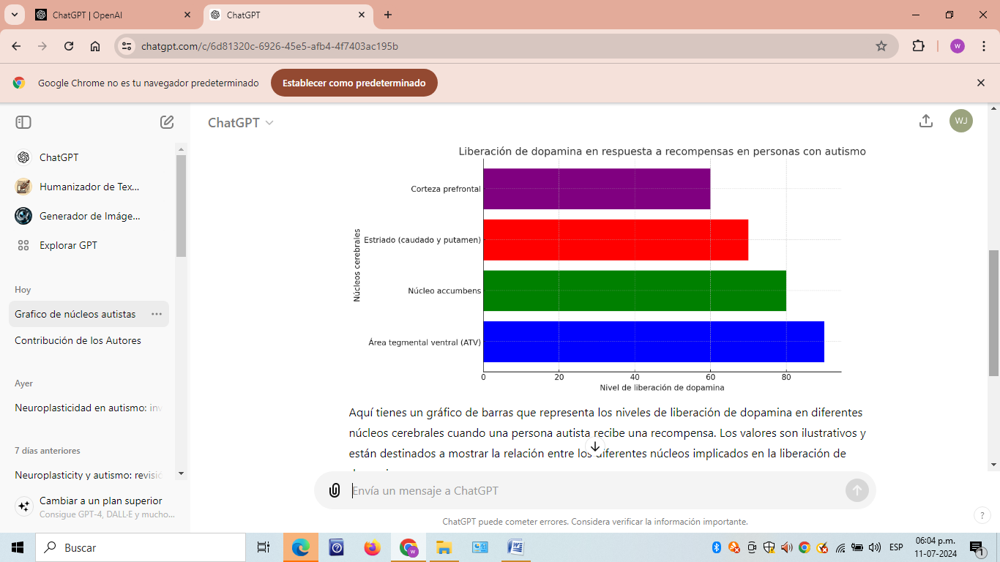 ChatGPT | OpenAI
ChatGPT
chatgpt.com/c/6d81320c-6926-45e5-afb4-4f7403ac195b
W
Google Chrome no es tu navegador predeterminado
Establecer como predeterminado
ChatGPT
WJ
ChatGPT
Humanizador de Tex...
Generador de Imáge...
Explorar GPT
Hoy
Grafico de núcleos autistas
Contribución de los Autores
Ayer
Neuroplasticidad en autismo: inv
7 días anteriores
Neuroplasticity y autismo: revisic
Cambiar a un plan superior
Consigue GPT-4, DALL·E y mucho...
Liberación de dopamina en respuesta a recompensas en personas con autismo
Núcleos cerebrales
Corteza prefrontal
Estriado (caudado y putamen)
Núcleo accumbens
Área tegmental ventral (ATV)
0 20 40 60 80
Nivel de liberación de dopamina
Aquí tienes un gráfico de barras que representa los niveles de liberación de dopamina en diferentes
núcleos cerebrales cuando una persona autista recibe una recompensa. Los valores son ilustrativos y
están destinados a mostrar la relación entre los diferentes núcleos implicados en la liberación de
Envía un mensaje a ChatGPT
ChatGPT puede cometer errores. Considera verificar la información importante.
?
Buscar
W
ESP
06:04 p.m.
11-07-2024
1